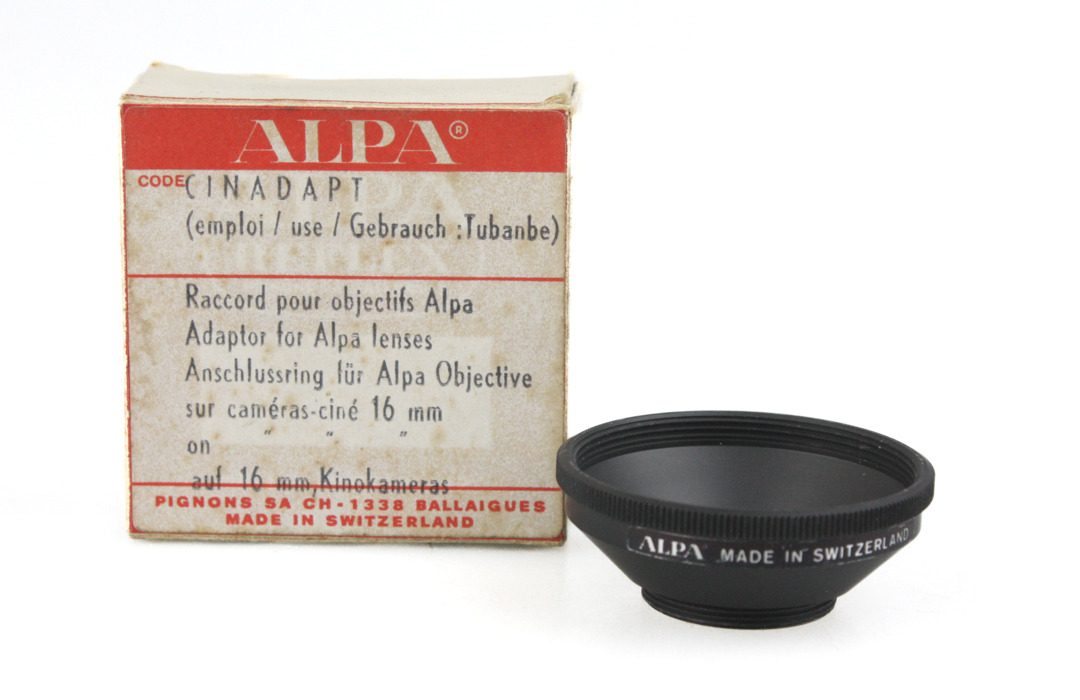 ALPA®
CODE CINADAPT
(emploi / use / Gebrauch :Tubanbe)
Raccord pour objectifs Alpa
Adaptor for Alpa lenses
Anschlussring für Alpa Objective
sur caméras-ciné 16 mm
on " " "
auf 16 mm,Kinokameras
PIGNONS SA CH-1338 BALLAIGUES
MADE IN SWITZERLAND
ALPA MADE IN SWITZERLAND